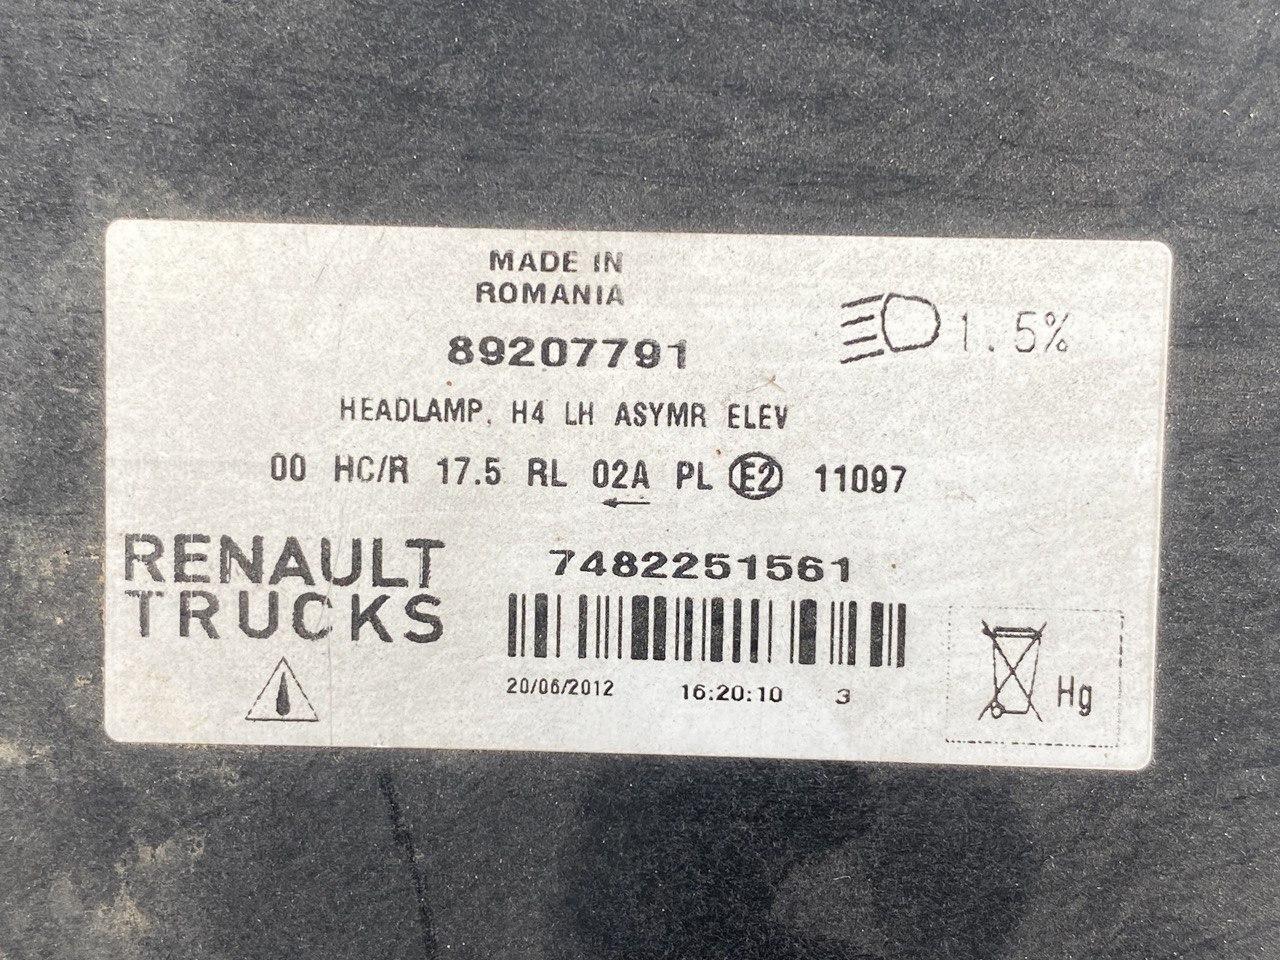 MADE IN
ROMANIA
89207791
1.5%
HEADLAMP. H4 LH ASYMR ELEV
00 HC/R 17.5 RL 02A PL E2 11097
RENAULT
TRUCKS
7482251561
20/06/2012 16:20:10 3
Hg